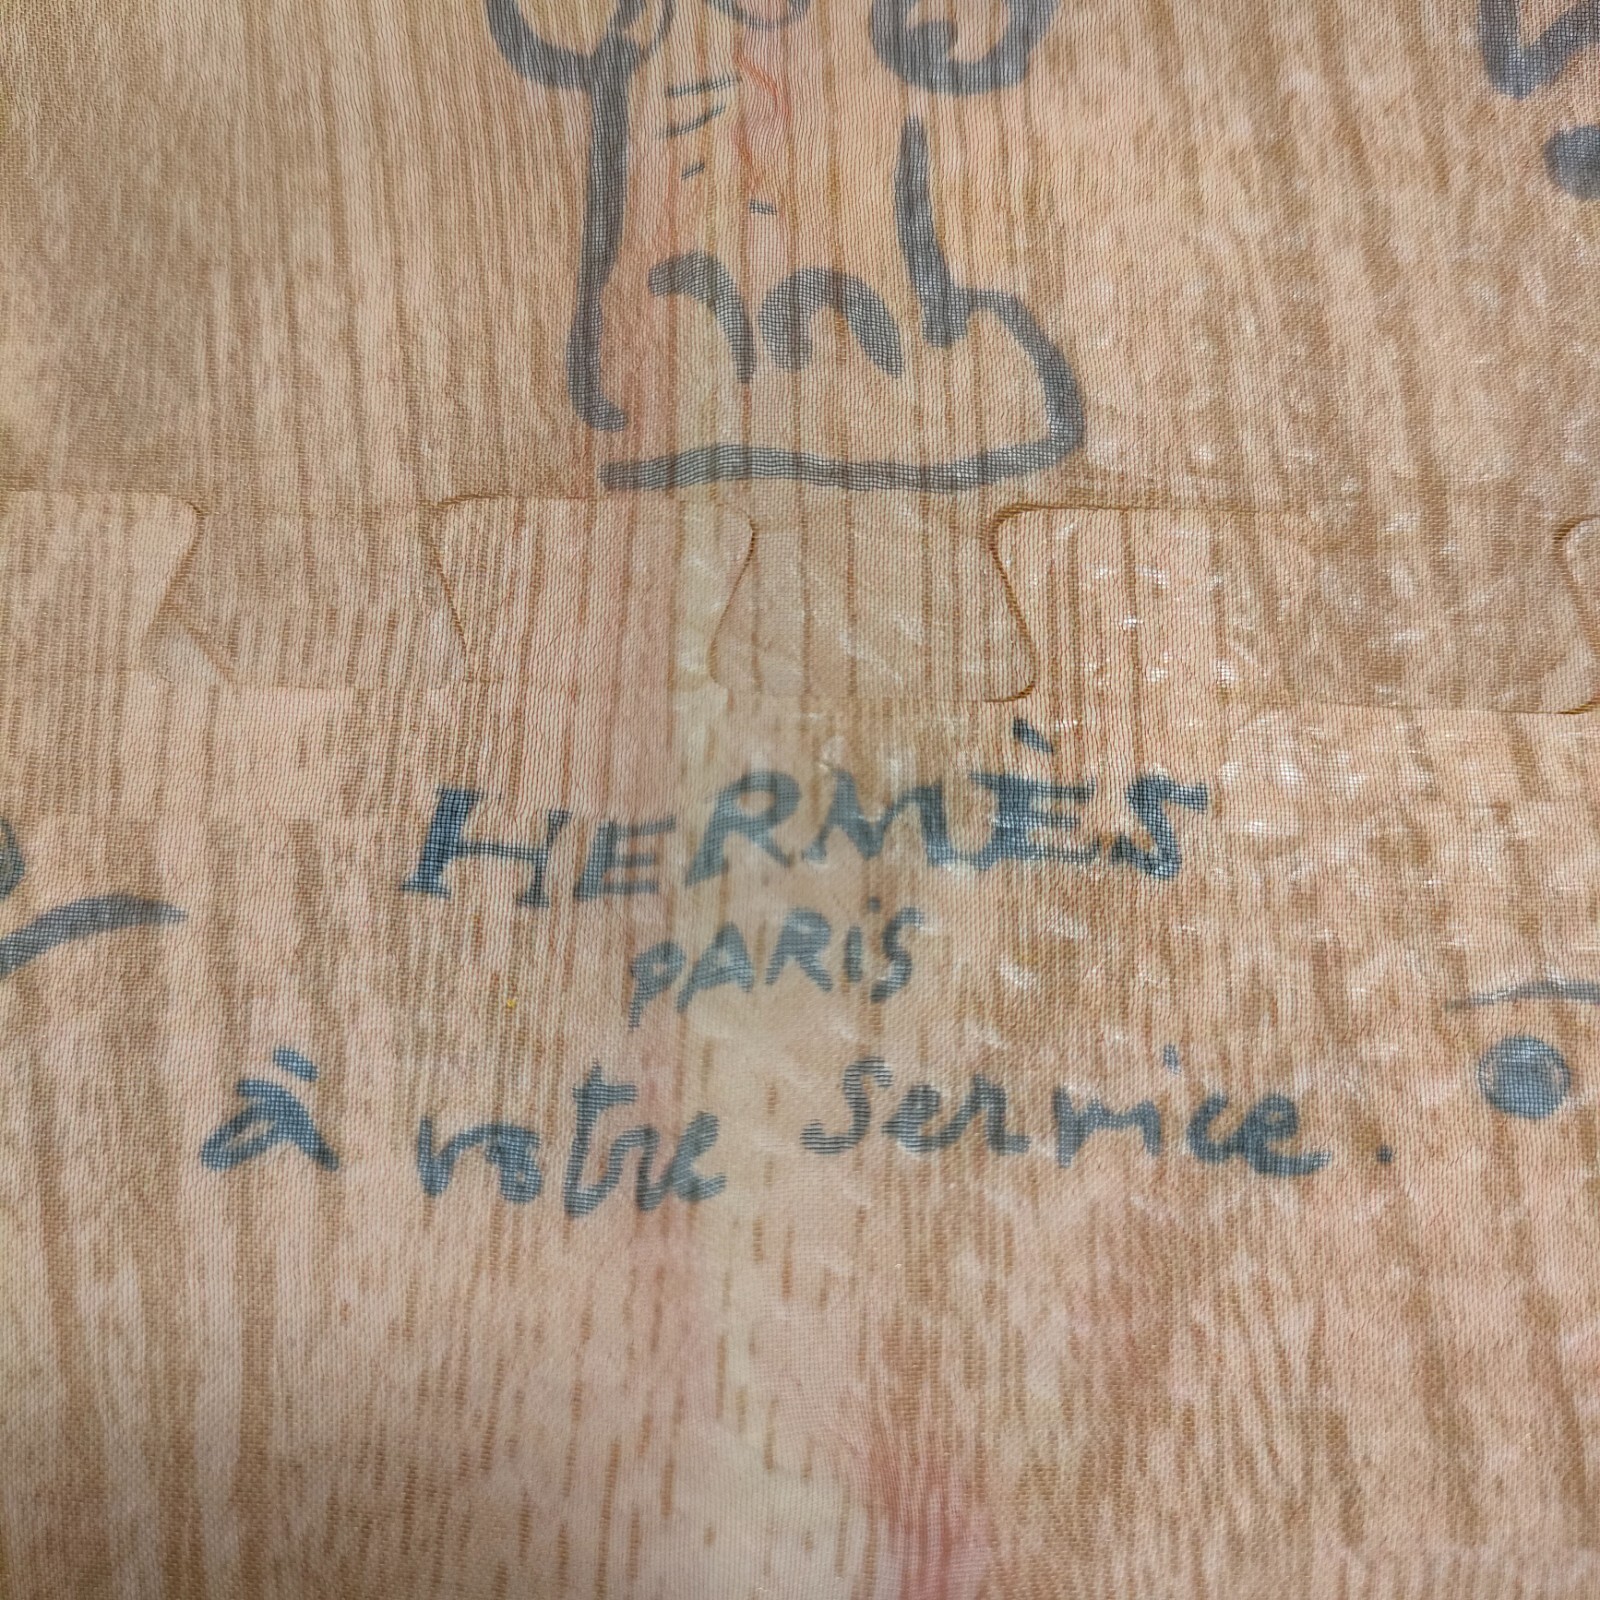 HERMÈS
PARIS
à votre service.